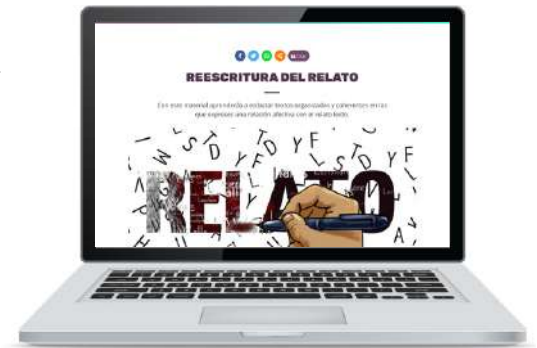 REESCRITURA DEL RELATO
Con este material aprenderás a redactar textos organizados y coherentes en los
que expreses una relación afectiva con el relato leído.
RELATO